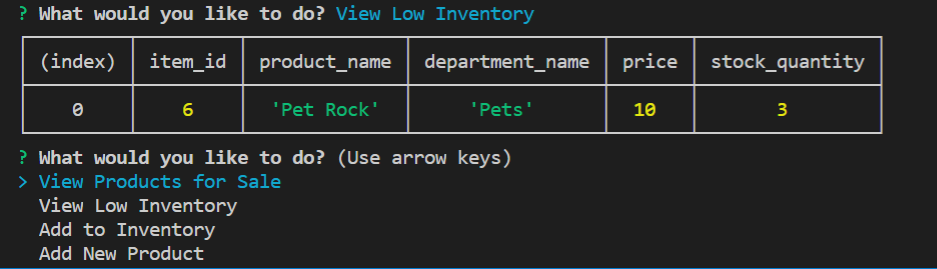 ? What would you like to do? View Low Inventory
(index) item_id product_name department_name price stock_quantity
0 6 'Pet Rock' 'Pets' 10 3
? What would you like to do? (Use arrow keys)
> View Products for Sale
View Low Inventory
Add to Inventory
Add New Product